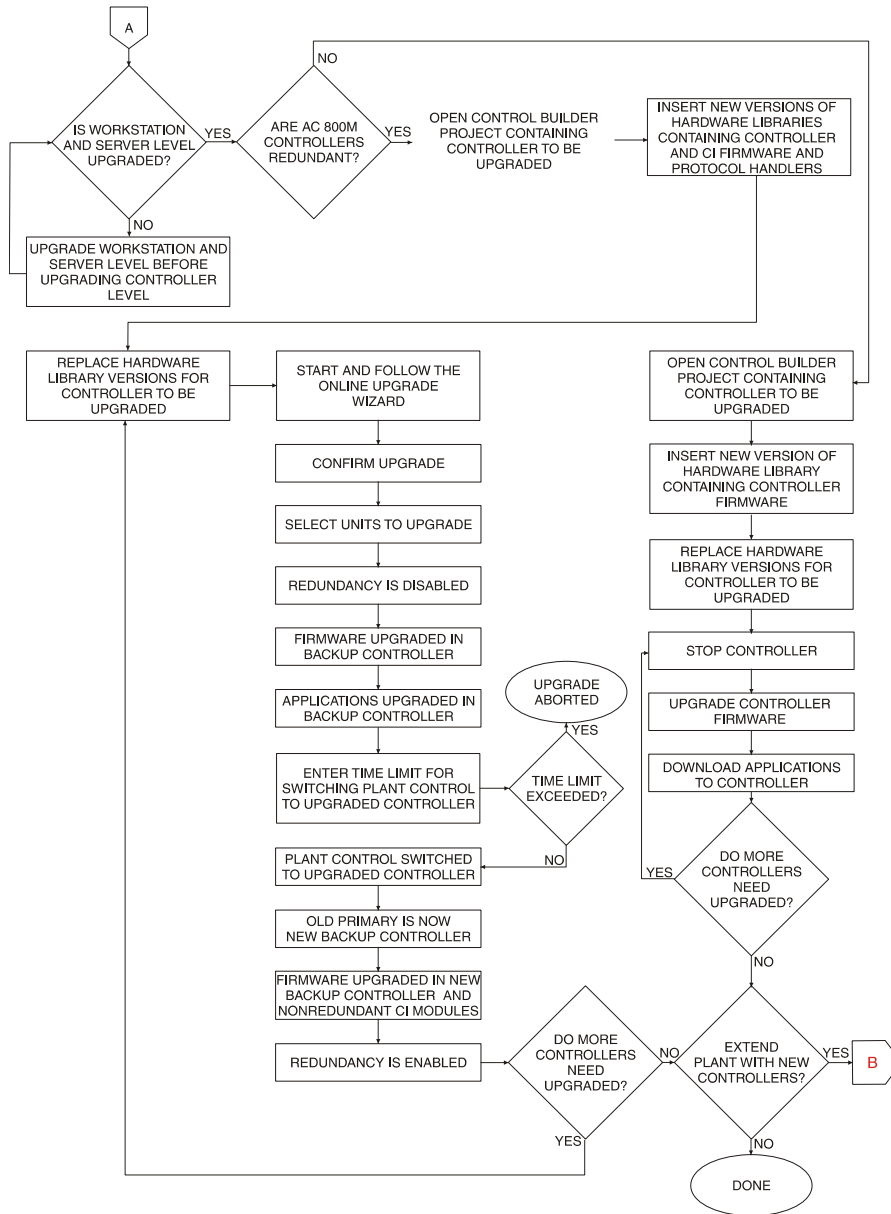 A
IS WORKSTATION
AND SERVER LEVEL
UPGRADED?
YES
NO
UPGRADE WORKSTATION AND
SERVER LEVEL BEFORE
UPGRADING CONTROLLER
LEVEL
ARE AC 800M
CONTROLLERS
REDUNDANT?
NO
YES
OPEN CONTROL BUILDER
PROJECT CONTAINING
CONTROLLER TO BE
UPGRADED
INSERT NEW VERSIONS OF
HARDWARE LIBRARIES
CONTAINING CONTROLLER
AND CI FIRMWARE AND
PROTOCOL HANDLERS
REPLACE HARDWARE
LIBRARY VERSIONS FOR
CONTROLLER TO BE
UPGRADED
START AND FOLLOW THE
ONLINE UPGRADE
WIZARD
CONFIRM UPGRADE
SELECT UNITS TO UPGRADE
REDUNDANCY IS DISABLED
FIRMWARE UPGRADED IN
BACKUP CONTROLLER
APPLICATIONS UPGRADED IN
BACKUP CONTROLLER
ENTER TIME LIMIT FOR
SWITCHING PLANT CONTROL
TO UPGRADED CONTROLLER
UPGRADE
ABORTED
YES
TIME LIMIT
EXCEEDED?
NO
PLANT CONTROL SWITCHED
TO UPGRADED CONTROLLER
OLD PRIMARY IS NOW
NEW BACKUP CONTROLLER
FIRMWARE UPGRADED IN NEW
BACKUP CONTROLLER AND
NONREDUNDANT CI MODULES
REDUNDANCY IS ENABLED
DO MORE
CONTROLLERS
NEED
UPGRADED?
NO
YES
OPEN CONTROL BUILDER
PROJECT CONTAINING
CONTROLLER TO BE
UPGRADED
INSERT NEW VERSION OF
HARDWARE LIBRARY
CONTAINING CONTROLLER
FIRMWARE
REPLACE HARDWARE
LIBRARY VERSIONS FOR
CONTROLLER TO BE
UPGRADED
STOP CONTROLLER
UPGRADE CONTROLLER
FIRMWARE
DOWNLOAD APPLICATIONS
TO CONTROLLER
YES
DO MORE
CONTROLLERS
NEED
UPGRADED?
NO
EXTEND
PLANT WITH NEW
CONTROLLERS?
YES
B
NO
DONE